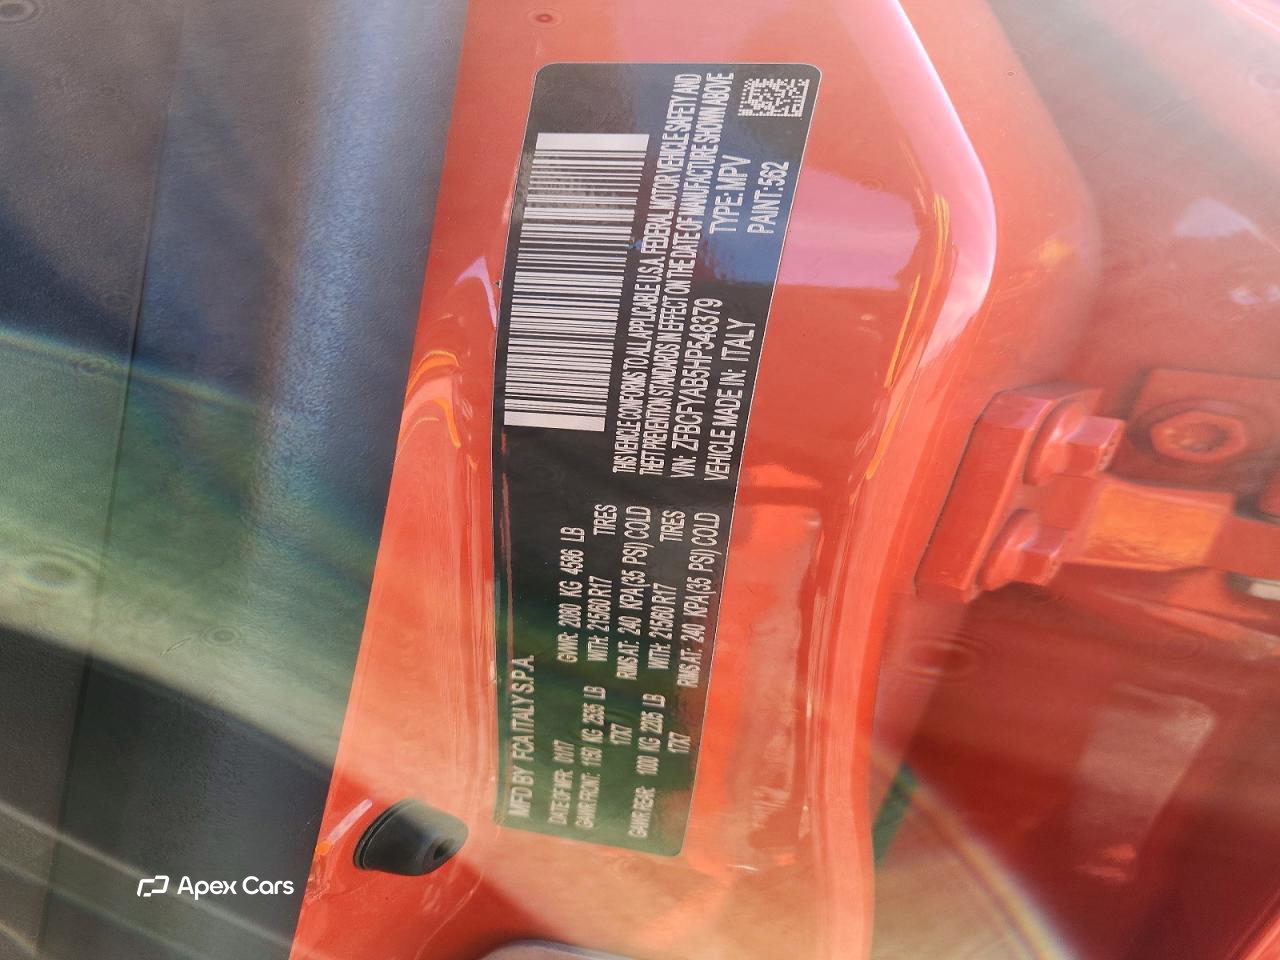 MFD BY FCA ITALY S.P.A.
DATE OF MFR: 01/17
GVWR: 2080 KG 4586 LB
GAWR FRONT: 1150 KG 2535 LB
WITH: 215/60 R17 TIRES
17X7
RIMS AT: 240 KPA(35 PSI) COLD
GAWR REAR: 1000 KG 2205 LB
WITH: 215/60 R17 TIRES
17X7
RIMS AT: 240 KPA(35 PSI) COLD
THIS VEHICLE CONFORMS TO ALL APPLICABLE U.S.A. FEDERAL MOTOR VEHICLE SAFETY AND
THEFT PREVENTION STANDARDS IN EFFECT ON THE DATE OF MANUFACTURE SHOWN ABOVE
VIN: ZFBCFYAB5HP548379 TYPE: MPV
VEHICLE MADE IN: ITALY PAINT: 562
Apex Cars